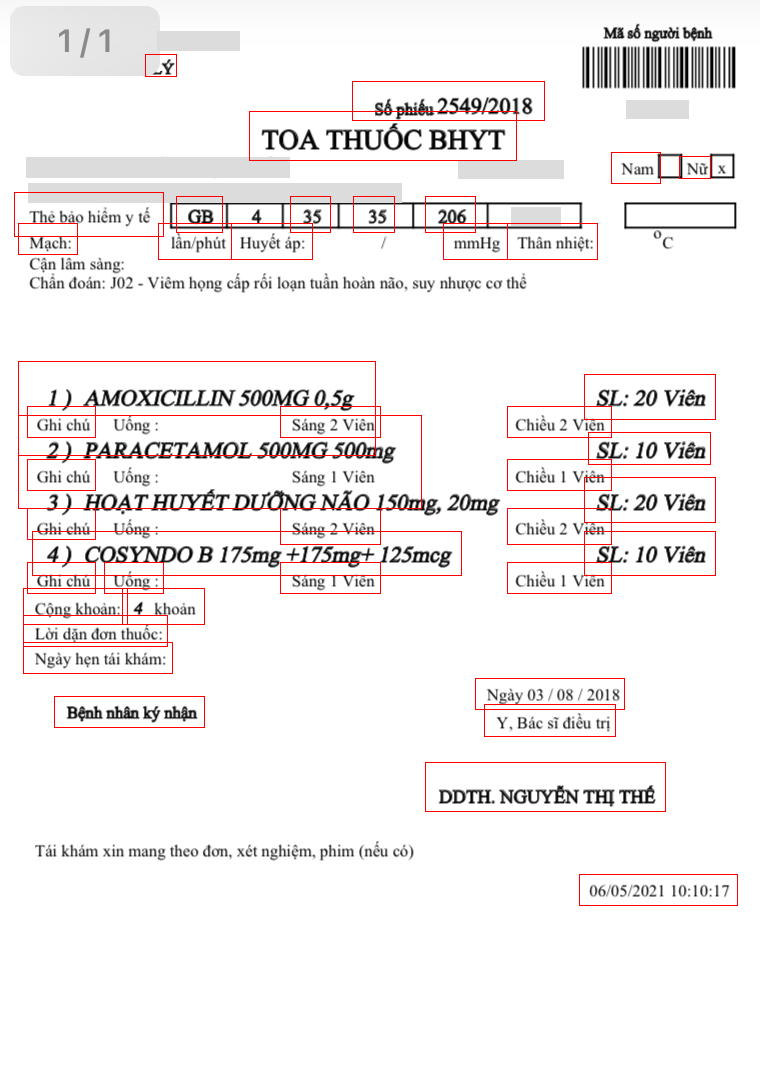 1/1
Mã số người bệnh
LÝ
Số phiếu 2549/2018
TOA THUỐC BHYT
Nam Nữ x
Thẻ bảo hiểm y tế GB 4 35 35 206
Mạch: lần/phút Huyết áp: / mmHg Thân nhiệt: °C
Cận lâm sàng:
Chẩn đoán: J02 - Viêm họng cấp rối loạn tuần hoàn não, suy nhược cơ thể
1 ) AMOXICILLIN 500MG 0,5g SL: 20 Viên
Ghi chú Uống : Sáng 2 Viên Chiều 2 Viên
2 ) PARACETAMOL 500MG 500mg SL: 10 Viên
Ghi chú Uống : Sáng 1 Viên Chiều 1 Viên
3 ) HOẠT HUYẾT DƯỠNG NÃO 150mg, 20mg SL: 20 Viên
Ghi chú Uống : Sáng 2 Viên Chiều 2 Viên
4 ) COSYNDO B 175mg +175mg+ 125mcg SL: 10 Viên
Ghi chú Uống : Sáng 1 Viên Chiều 1 Viên
Cộng khoản: 4 khoản
Lời dặn đơn thuốc:
Ngày hẹn tái khám:
Ngày 03 / 08 / 2018
Bệnh nhân ký nhận
Y, Bác sĩ điều trị
DDTH. NGUYỄN THỊ THẾ
Tái khám xin mang theo đơn, xét nghiệm, phim (nếu có)
06/05/2021 10:10:17